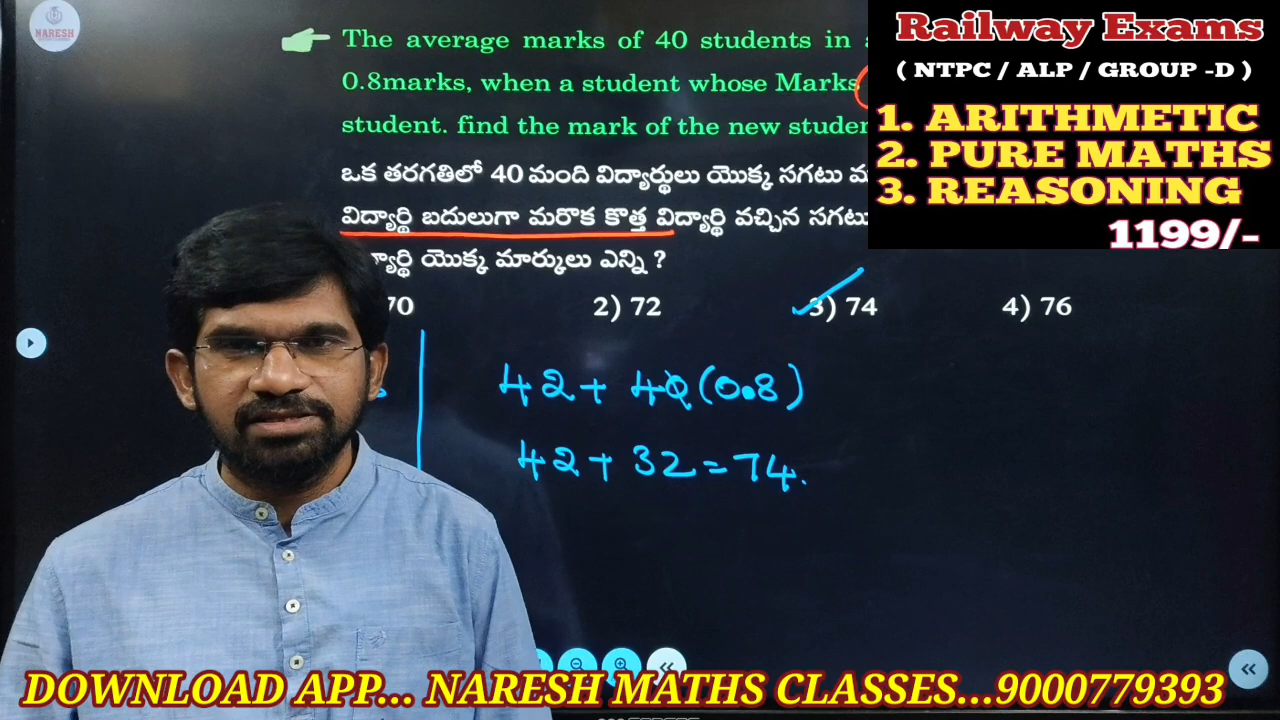 NARESH
The average marks of 40 students in
0.8marks, when a student whose Marks
student. find the mark of the new studen
ఒక తరగతిలో 40 మంది విద్యార్థులు యొక్క సగటు
విద్యార్థి బదులుగా మరొక కొత్త విద్యార్థి వచ్చిన సగటు
యొక్క మార్కులు ఎన్ని ?
70 2) 72 3) 74 4) 76
42 + 40 (0.8)
42 + 32 = 74.
Railway Exams
( NTPC / ALP / GROUP -D )
1. ARITHMETIC
2. PURE MATHS
3. REASONING
1199/-
DOWNLOAD APP... NARESH MATHS CLASSES...9000779393